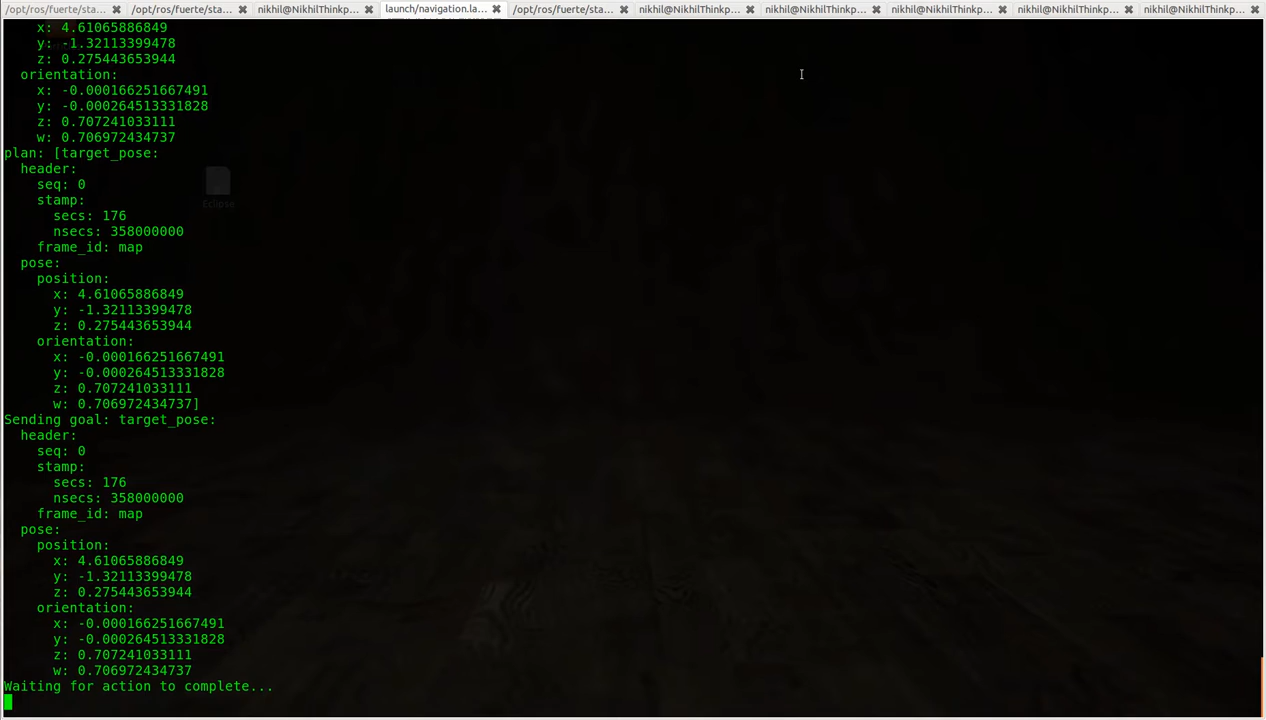 /opt/ros/fuerte/sta... /opt/ros/fuerte/sta... nikhil@NikhilThinkp... launch/navigation.la... /opt/ros/fuerte/sta... nikhil@NikhilThinkp... nikhil@NikhilThinkp... nikhil@NikhilThinkp... nikhil@NikhilThinkp... nikhil@NikhilThinkp...
x: 4.61065886849
y: -1.32113399478
z: 0.275443653944
orientation:
x: -0.000166251667491
y: -0.000264513331828
z: 0.707241033111
w: 0.706972434737
plan: [target_pose:
header:
seq: 0
stamp:
Eclipse
secs: 176
nsecs: 358000000
frame_id: map
pose:
position:
x: 4.61065886849
y: -1.32113399478
z: 0.275443653944
orientation:
x: -0.000166251667491
y: -0.000264513331828
z: 0.707241033111
w: 0.706972434737]
Sending goal: target_pose:
header:
seq: 0
stamp:
secs: 176
nsecs: 358000000
frame_id: map
pose:
position:
x: 4.61065886849
y: -1.32113399478
z: 0.275443653944
orientation:
x: -0.000166251667491
y: -0.000264513331828
z: 0.707241033111
w: 0.706972434737
Waiting for action to complete...